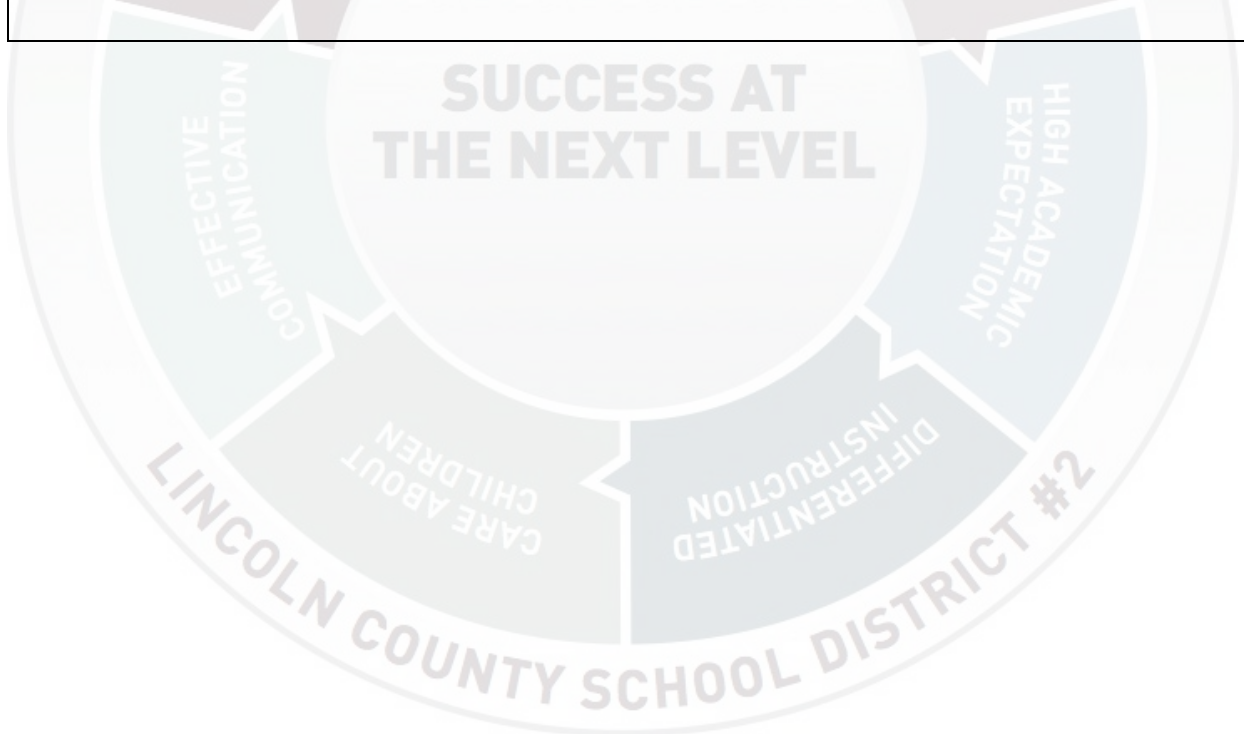 SUCCESS AT
THE NEXT LEVEL
EFFECTIVE
COMMUNICATION
HIGH ACADEMIC
EXPECTATION
CARE ABOUT
CHILDREN
DIFFERENTIATED
INSTRUCTION
LINCOLN COUNTY SCHOOL DISTRICT #2